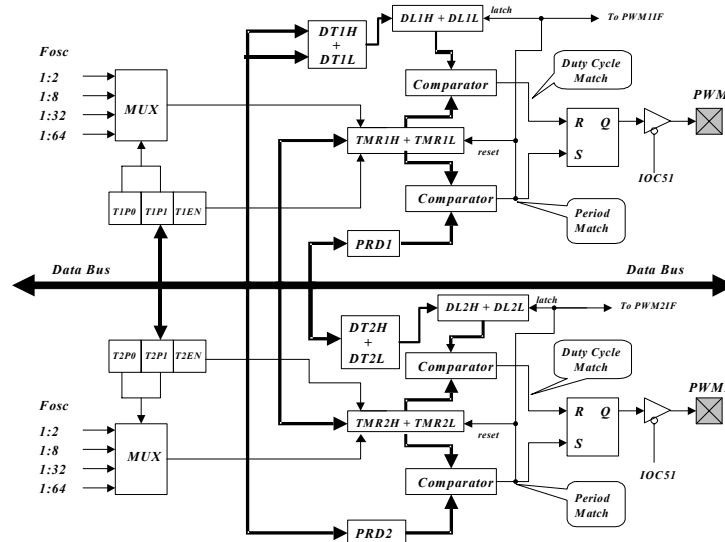 DT1H
+
DT1L
DL1H + DL1L
latch
To PWM1IF
Fosc
1:2
1:8
1:32
1:64
MUX
Comparator
Duty Cycle
Match
PWM
R Q
S
TMR1H + TMR1L
reset
IOC51
T1P0 T1P1 T1EN
Comparator
PRD1
Period
Match
Data Bus
Data Bus
DT2H
+
DT2L
DL2H + DL2L
latch
To PWM2IF
T2P0 T2P1 T2EN
Comparator
Duty Cycle
Match
Fosc
1:2
1:8
1:32
1:64
MUX
TMR2H + TMR2L
reset
R Q
S
IOC51
Comparator
PRD2
Period
Match